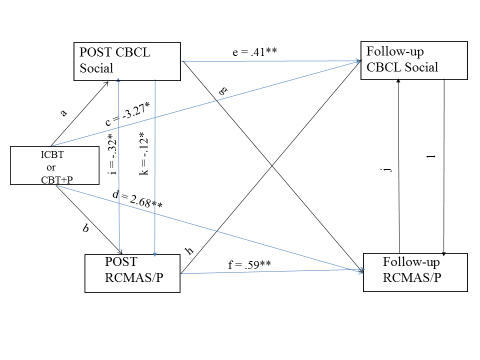 POST CBCL
Social
e = .41**
Follow-up
CBCL Social
a
c = -3.27*
g
ICBT
or
CBT+P
i = -.32*
k = -.12*
j
l
d = 2.68**
b
h
POST
RCMAS/P
f = .59**
Follow-up
RCMAS/P